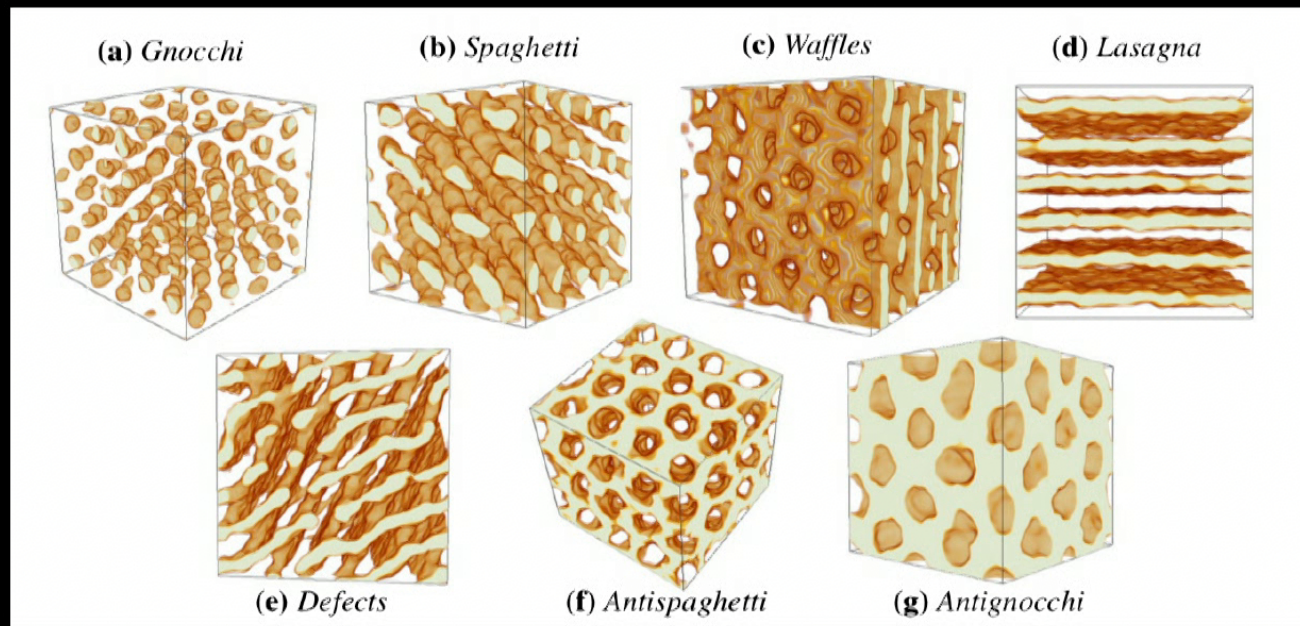 (a) Gnocchi
(b) Spaghetti
(c) Waffles
(d) Lasagna
(e) Defects
(f) Antispaghetti
(g) Antignocchi